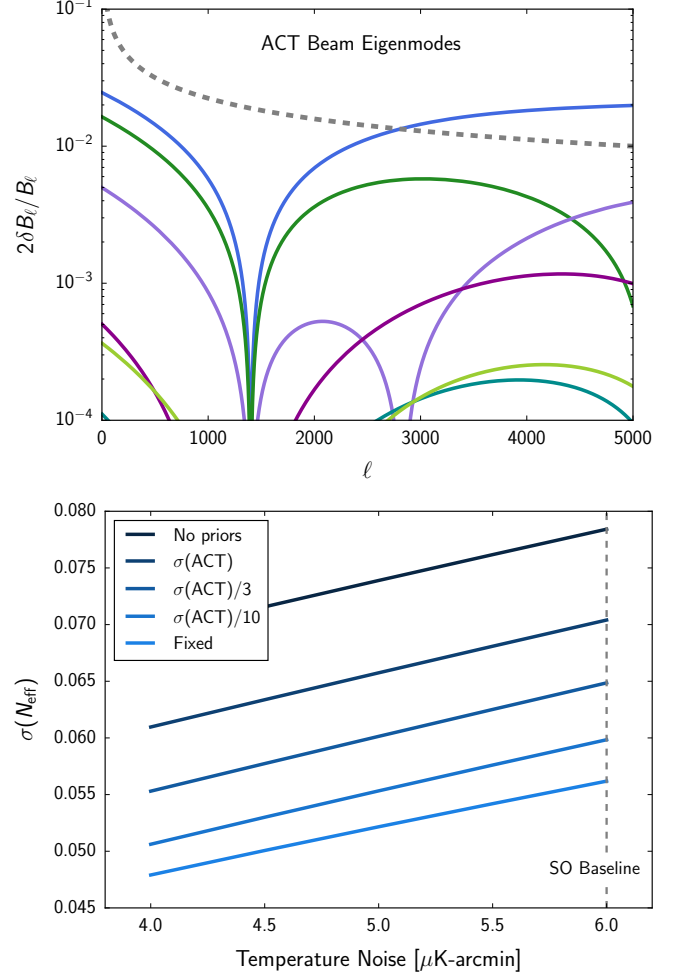 ACT Beam Eigenmodes
2δB_ℓ/B_ℓ
10⁻¹
10⁻²
10⁻³
10⁻⁴
0 1000 2000 3000 4000 5000
ℓ
No priors
σ(ACT)
σ(ACT)/3
σ(ACT)/10
Fixed
SO Baseline
σ(N_eff)
0.080
0.075
0.070
0.065
0.060
0.055
0.050
0.045
4.0 4.5 5.0 5.5 6.0
Temperature Noise [μK-arcmin]